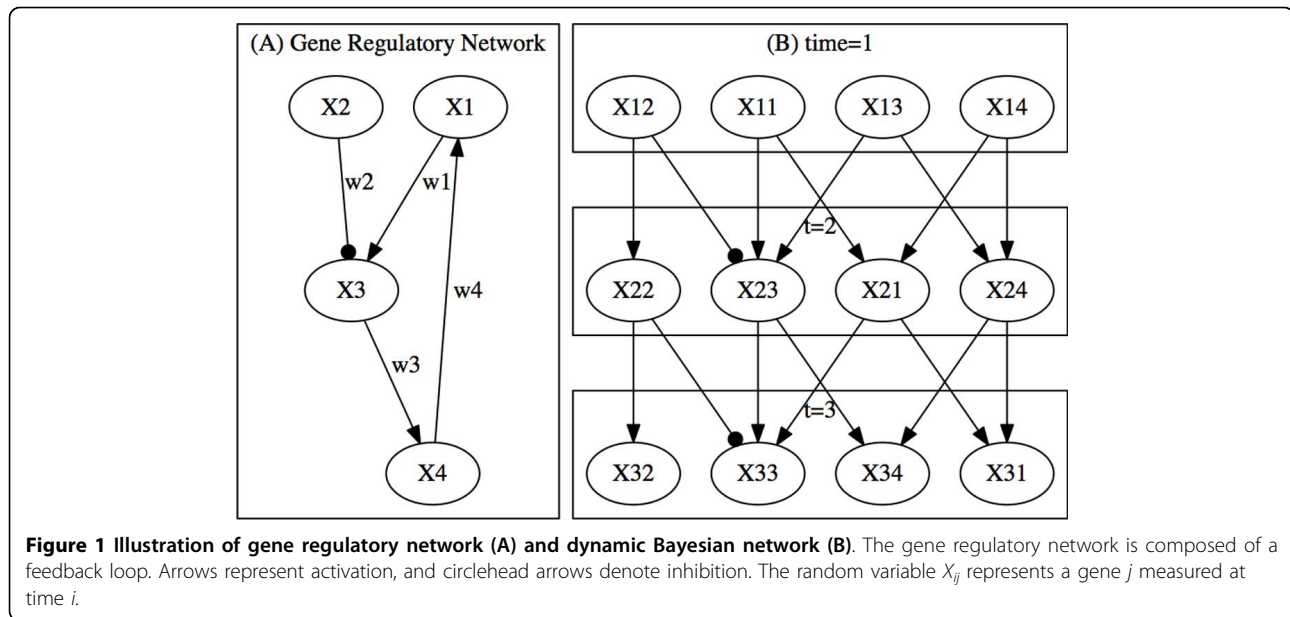 (A) Gene Regulatory Network
X2
X1
w2
w1
X3
w4
w3
X4
(B) time=1
X12
X11
X13
X14
t=2
X22
X23
X21
X24
t=3
X32
X33
X34
X31
Figure 1 Illustration of gene regulatory network (A) and dynamic Bayesian network (B). The gene regulatory network is composed of a
feedback loop. Arrows represent activation, and circlehead arrows denote inhibition. The random variable Xij represents a gene j measured at
time i.